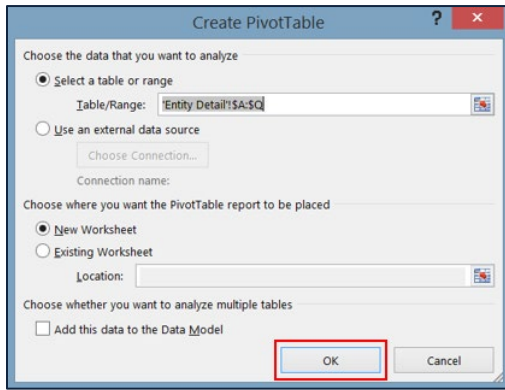 Create PivotTable
?
×
Choose the data that you want to analyze
Select a table or range
Table/Range: 'Entity Detail'!$A:$Q
Use an external data source
Choose Connection...
Connection name:
Choose where you want the PivotTable report to be placed
New Worksheet
Existing Worksheet
Location:
Choose whether you want to analyze multiple tables
Add this data to the Data Model
OK Cancel